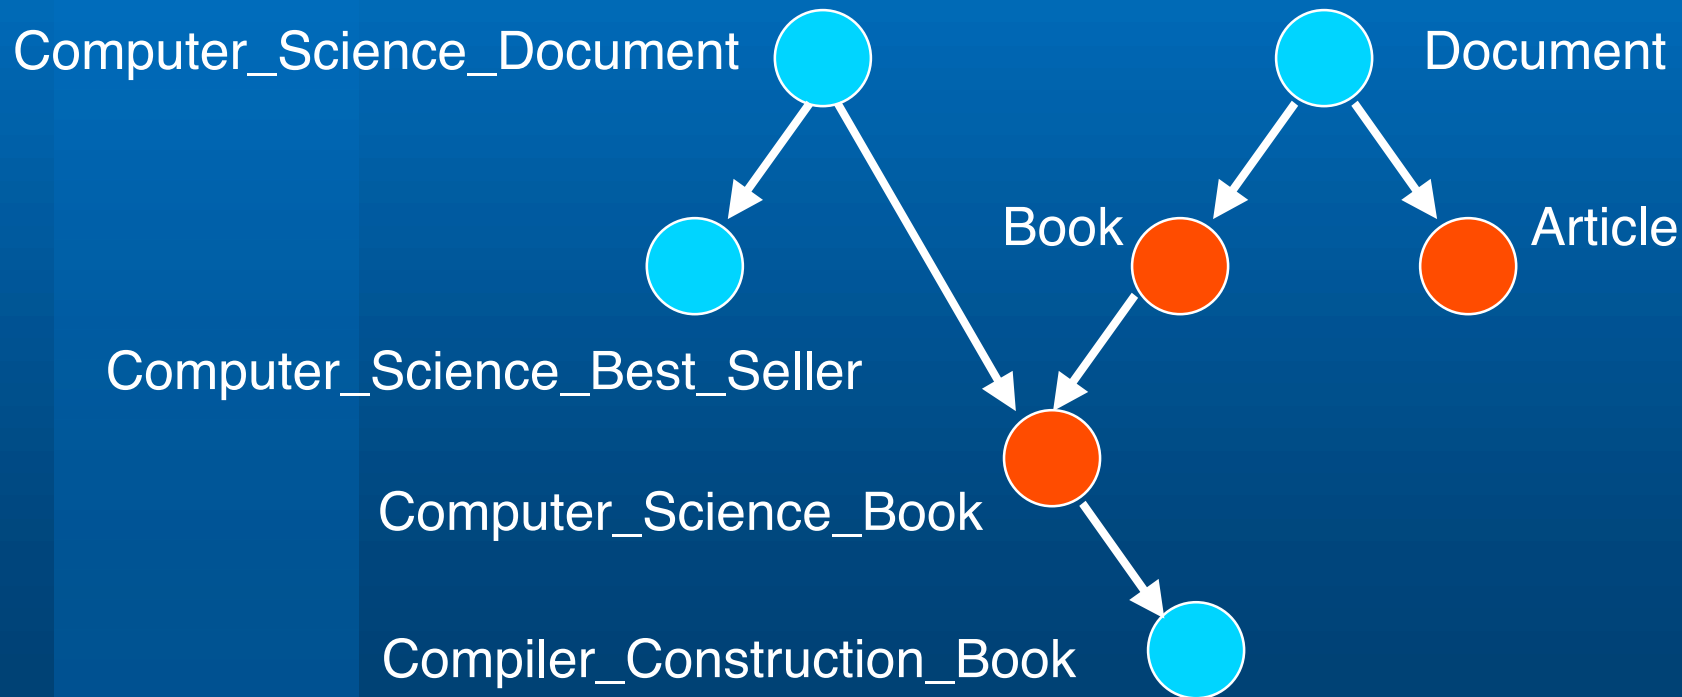 Computer_Science_Document
Document
Book
Article
Computer_Science_Best_Seller
Computer_Science_Book
Compiler_Construction_Book